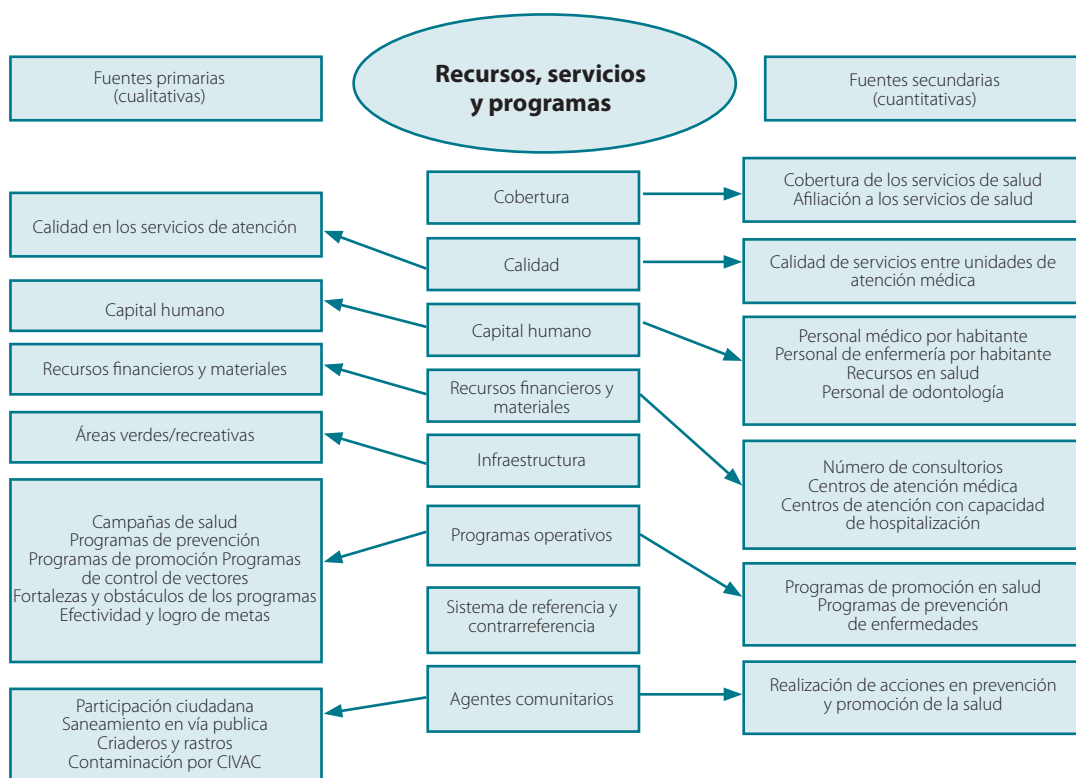 Fuentes primarias
(cualitativas)
Recursos, servicios
y programas
Fuentes secundarias
(cuantitativas)
Calidad en los servicios de atención
Capital humano
Recursos financieros y materiales
Áreas verdes/recreativas
Campañas de salud
Programas de prevención
Programas de promoción Programas
de control de vectores
Fortalezas y obstáculos de los programas
Efectividad y logro de metas
Participación ciudadana
Saneamiento en vía publica
Criaderos y rastros
Contaminación por CIVAC
Cobertura
Calidad
Capital humano
Recursos financieros y
materiales
Infraestructura
Programas operativos
Sistema de referencia y
contrarreferencia
Agentes comunitarios
Cobertura de los servicios de salud
Afiliación a los servicios de salud
Calidad de servicios entre unidades de
atención médica
Personal médico por habitante
Personal de enfermería por habitante
Recursos en salud
Personal de odontología
Número de consultorios
Centros de atención médica
Centros de atención con capacidad
de hospitalización
Programas de promoción en salud
Programas de prevención
de enfermedades
Realización de acciones en prevención
y promoción de la salud